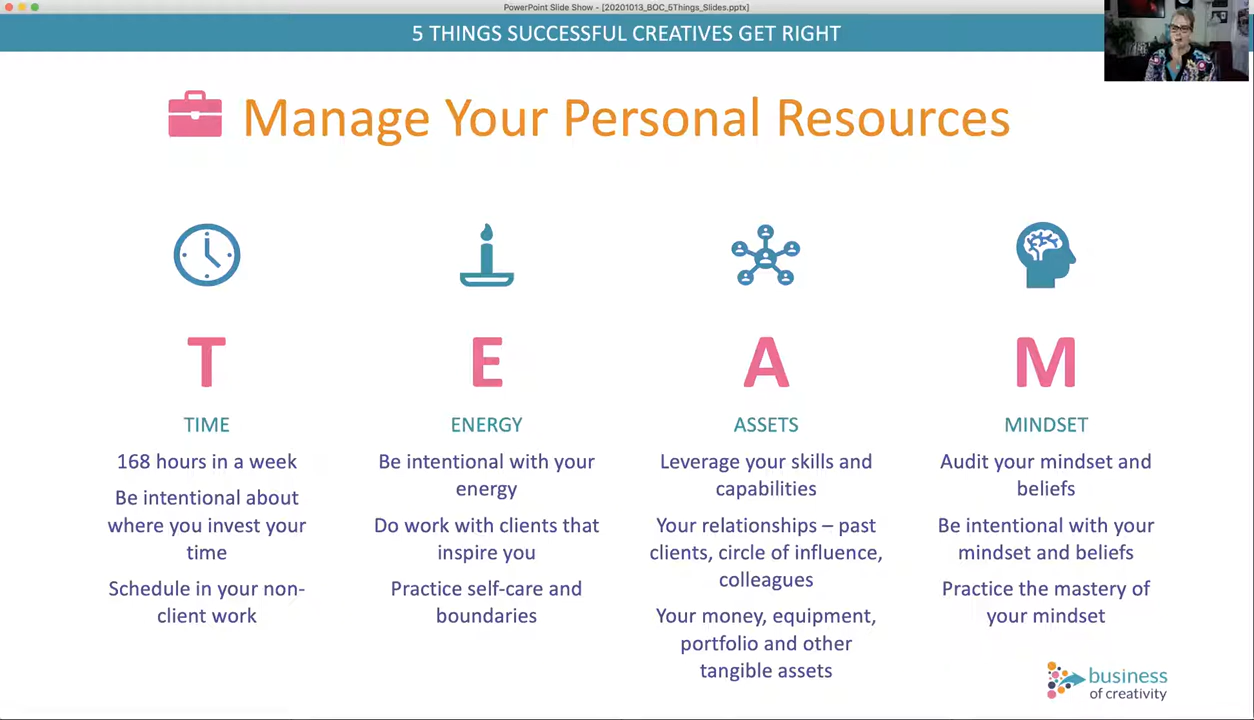 PowerPoint Slide Show - [20201013_BOC_5Things_Slides.pptx]
5 THINGS SUCCESSFUL CREATIVES GET RIGHT
Manage Your Personal Resources
T
TIME
168 hours in a week
Be intentional about
where you invest your
time
Schedule in your non-
client work
E
ENERGY
Be intentional with your
energy
Do work with clients that
inspire you
Practice self-care and
boundaries
A
ASSETS
Leverage your skills and
capabilities
Your relationships – past
clients, circle of influence,
colleagues
Your money, equipment,
portfolio and other
tangible assets
M
MINDSET
Audit your mindset and
beliefs
Be intentional with your
mindset and beliefs
Practice the mastery of
your mindset
business
of creativity